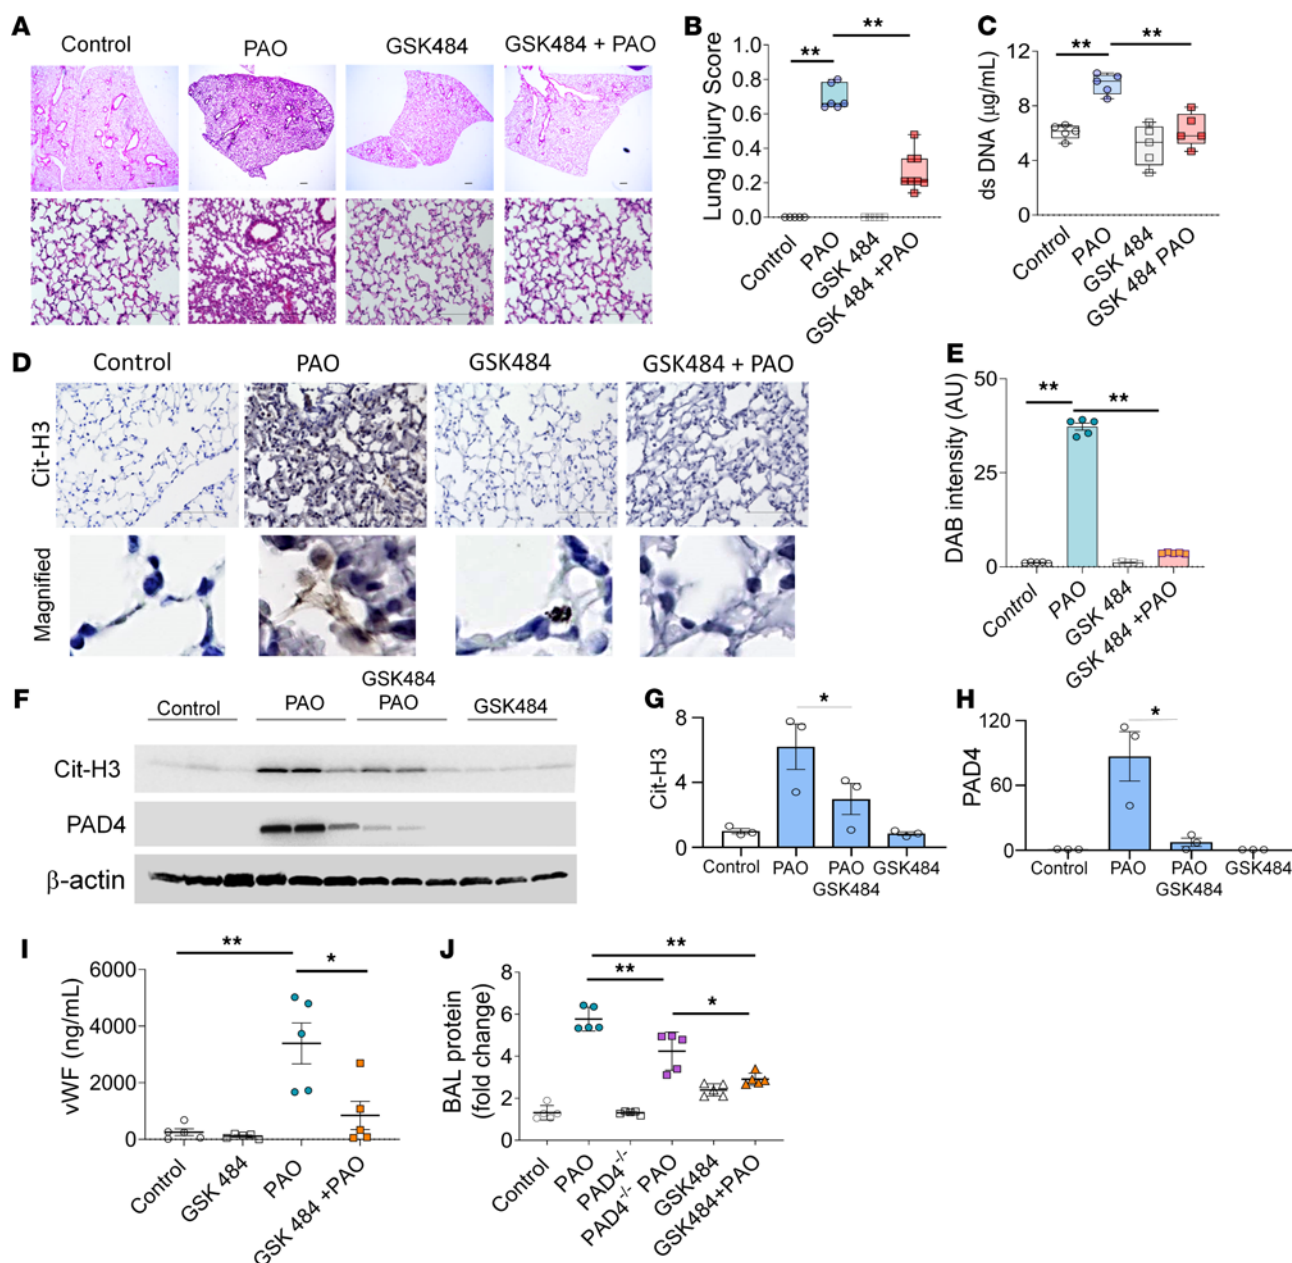 A
Control
PAO
GSK484
GSK484 + PAO
B
Lung Injury Score
1.0
0.8
0.6
0.4
0.2
0.0
**
**
Control
PAO
GSK 484
GSK 484 +PAO
C
ds DNA (µg/mL)
12
8
4
0
**
**
Control
PAO
GSK 484
GSK 484 PAO
D
Control
PAO
GSK484
GSK484 + PAO
Cit-H3
Magnified
E
DAB intensity (AU)
50
25
0
**
**
Control
PAO
GSK 484
GSK 484 +PAO
F
Control
PAO
GSK484
PAO
GSK484
Cit-H3
PAD4
β-actin
G
Cit-H3
8
4
0
*
Control
PAO
PAO
GSK484
GSK484
H
PAD4
120
60
0
*
Control
PAO
PAO
GSK484
GSK484
I
vWF (ng/mL)
6000
4000
2000
0
**
*
Control
GSK 484
PAO
GSK 484 +PAO
J
BAL protein
(fold change)
8
6
4
2
0
**
**
*
Control
PAO
PAD4-/-
PAD4-/- PAO
GSK484
GSK484+PAO